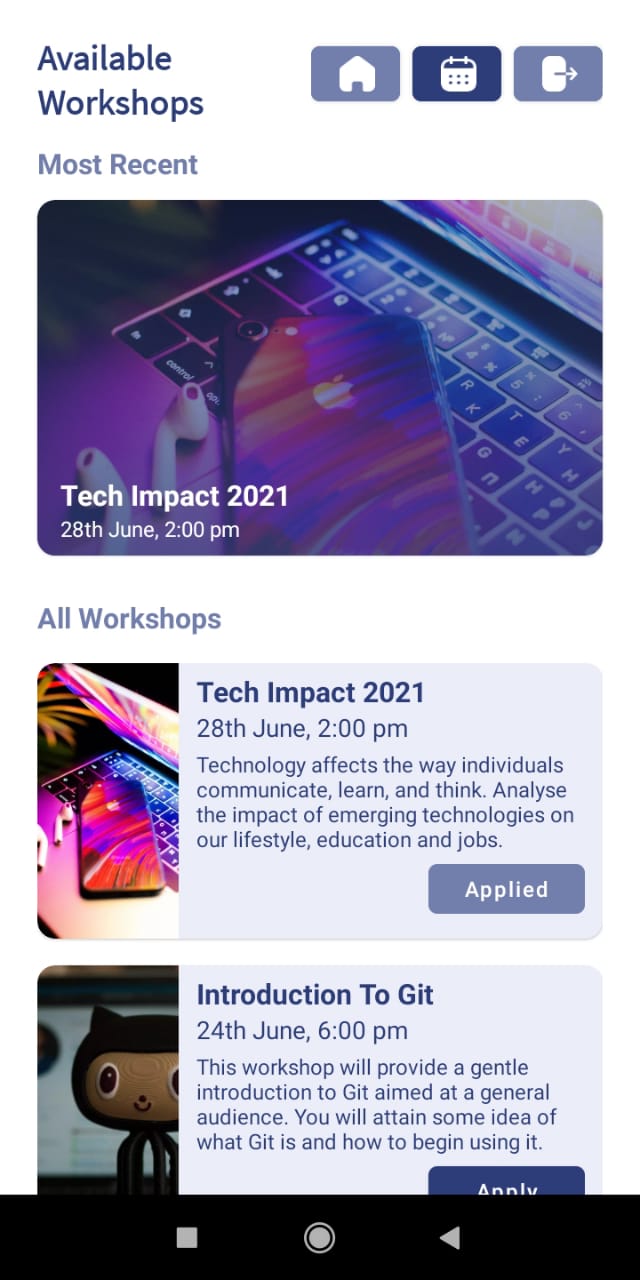 Available
Workshops
Most Recent
control
Tech Impact 2021
28th June, 2:00 pm
All Workshops
Tech Impact 2021
28th June, 2:00 pm
Technology affects the way individuals
communicate, learn, and think. Analyse
the impact of emerging technologies on
our lifestyle, education and jobs.
Applied
Introduction To Git
24th June, 6:00 pm
This workshop will provide a gentle
introduction to Git aimed at a general
audience. You will attain some idea of
what Git is and how to begin using it.
Apply